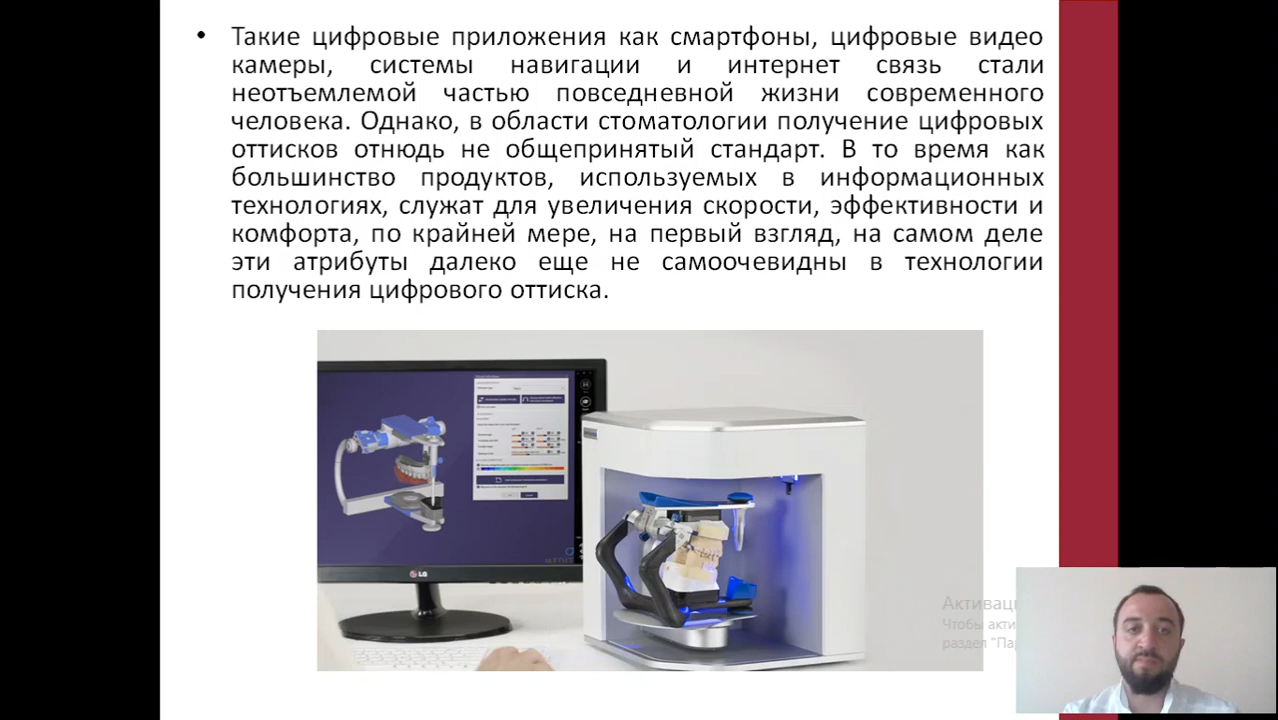 • Такие цифровые приложения как смартфоны, цифровые видео
камеры, системы навигации и интернет связь стали
неотъемлемой частью повседневной жизни современного
человека. Однако, в области стоматологии получение цифровых
оттисков отнюдь не общепринятый стандарт. В то время как
большинство продуктов, используемых в информационных
технологиях, служат для увеличения скорости, эффективности и
комфорта, по крайней мере, на первый взгляд, на самом деле
эти атрибуты далеко еще не самоочевидны в технологии
получения цифрового оттиска.
MEDIT
LG
Активац
Чтобы акти
раздел "Па